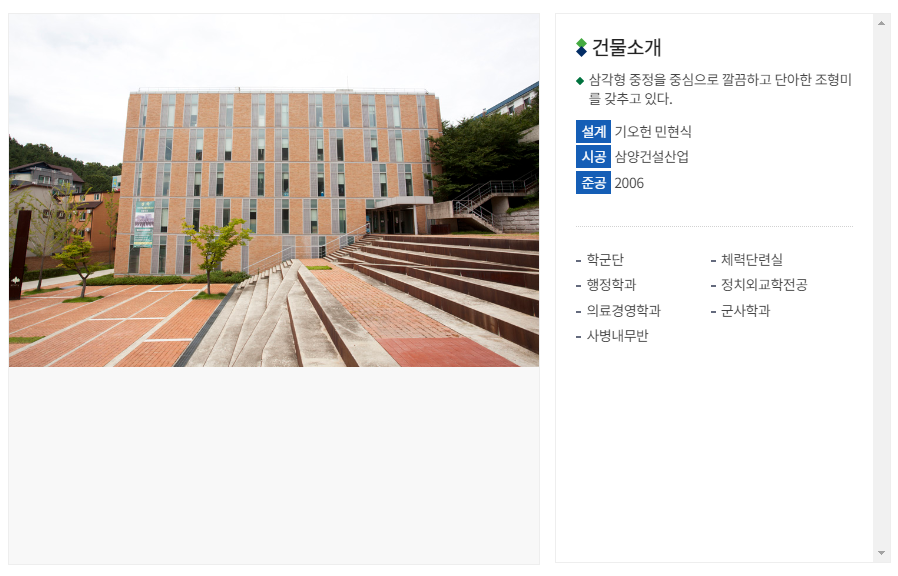 건물소개
삼각형 중정을 중심으로 깔끔하고 단아한 조형미
를 갖추고 있다.
설계 기오헌 민현식
시공 삼양건설산업
준공 2006
- 학군단
- 체력단련실
- 행정학과
- 정치외교학전공
- 의료경영학과
- 군사학과
- 사병내무반